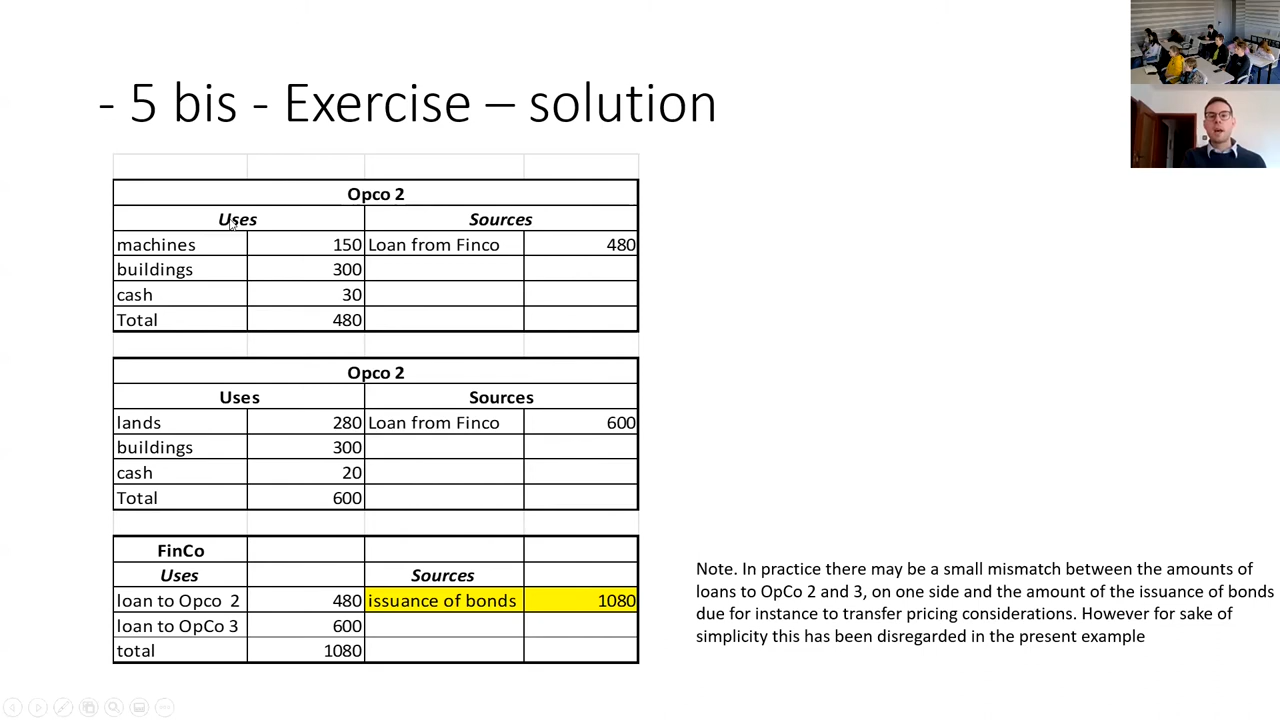 - 5 bis - Exercise – solution
Opco 2
Uses Sources
machines 150 Loan from Finco 480
buildings 300
cash 30
Total 480
Opco 2
Uses Sources
lands 280 Loan from Finco 600
buildings 300
cash 20
Total 600
FinCo
Uses Sources
loan to Opco 2 480 issuance of bonds 1080
loan to OpCo 3 600
total 1080
Note. In practice there may be a small mismatch between the amounts of
loans to OpCo 2 and 3, on one side and the amount of the issuance of bonds
due for instance to transfer pricing considerations. However for sake of
simplicity this has been disregarded in the present example